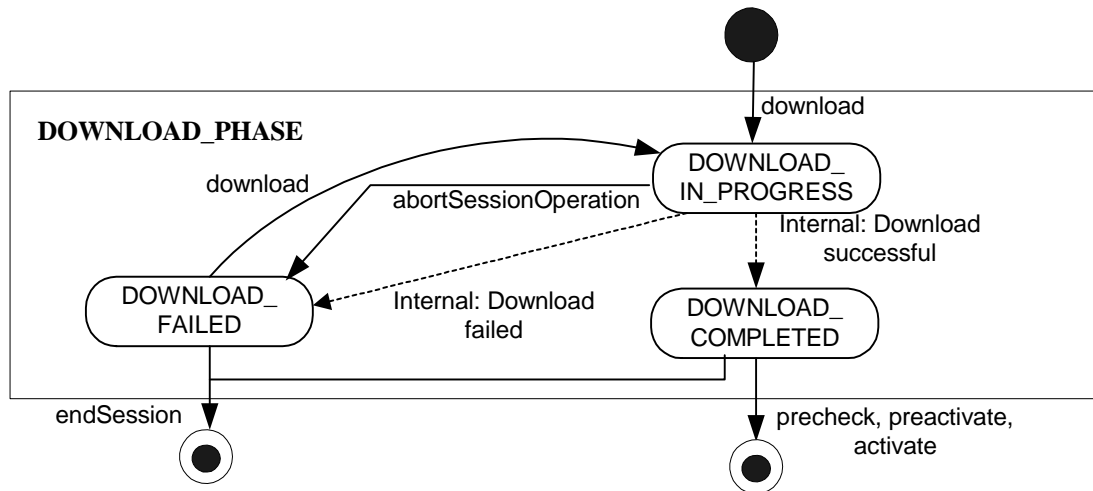 download
DOWNLOAD_PHASE
DOWNLOAD_
IN_PROGRESS
download
abortSessionOperation
Internal: Download
successful
DOWNLOAD_
FAILED
Internal: Download
failed
DOWNLOAD_
COMPLETED
endSession
precheck, preactivate,
activate